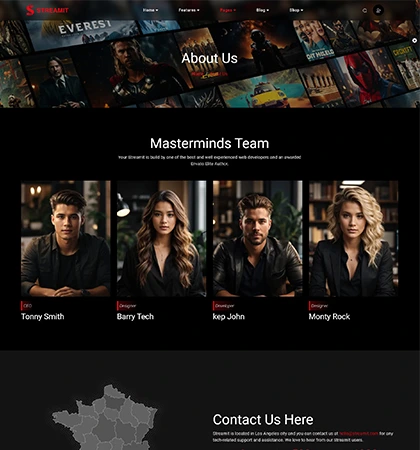 STREAMIT
Home Features Pages Blog Shop
EVEREST
About Us
Masterminds Team
Your Streamit is build by one of the best and well experienced web developers and an awarded
Envato Elite Author.
CEO Designer Developer Designer
Tonny Smith Barry Tech kep John Monty Rock
Contact Us Here
Streamit is located in Los Angeles city and you can contact us at for any
tech-related support and assistance. We love to hear from our streamit users.